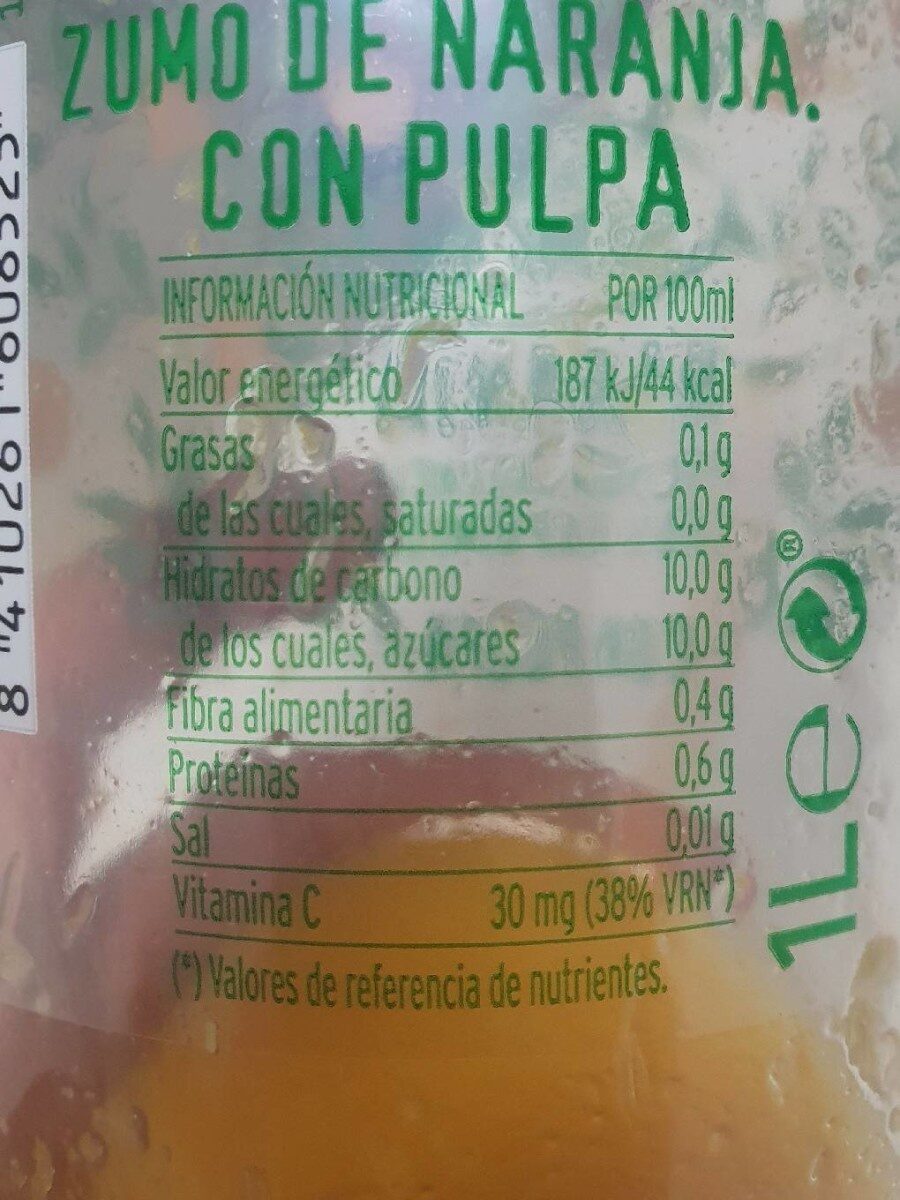 ZUMO DE NARANJA.
CON PULPA
INFORMACIÓN NUTRICIONAL POR 100ml
Valor energético 187 kJ/44 kcal
Grasas 0,1 g
de las cuales, saturadas 0,0 g
Hidratos de carbono 10,0 g
de los cuales, azúcares 10,0 g
Fibra alimentaria 0,4 g
Proteínas 0,6 g
Sal 0,01 g
Vitamina C 30 mg (38% VRN*)
(*) Valores de referencia de nutrientes.
1L e ®